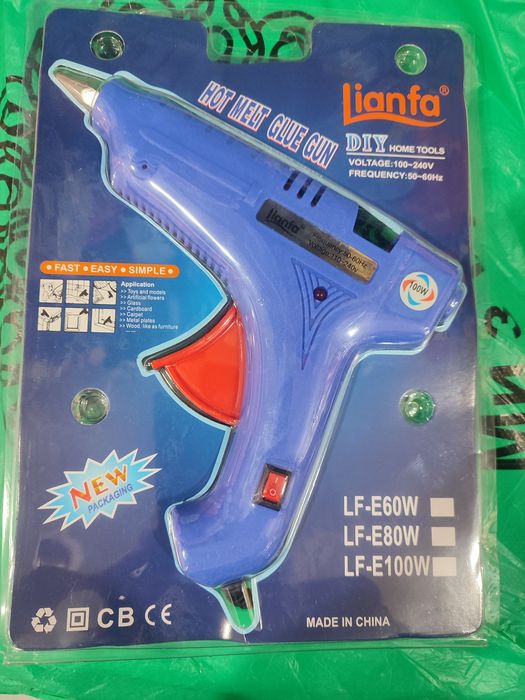 Lianfa®
HOT MELT GLUE GUN
DIY HOME TOOLS
VOLTAGE:100~240V
FREQUENCY:50~60Hz
lianfa®
100W
• FAST • EASY • SIMPLE •
Application
>> Toys and models
>> Artificial flowers
>> Glass
>> Cardboard
>> Carpet
>> Metal plates
>> Wood, like as furniture
NEW
PACKAGING
LF-E60W
LF-E80W
LF-E100W
CB CE
MADE IN CHINA